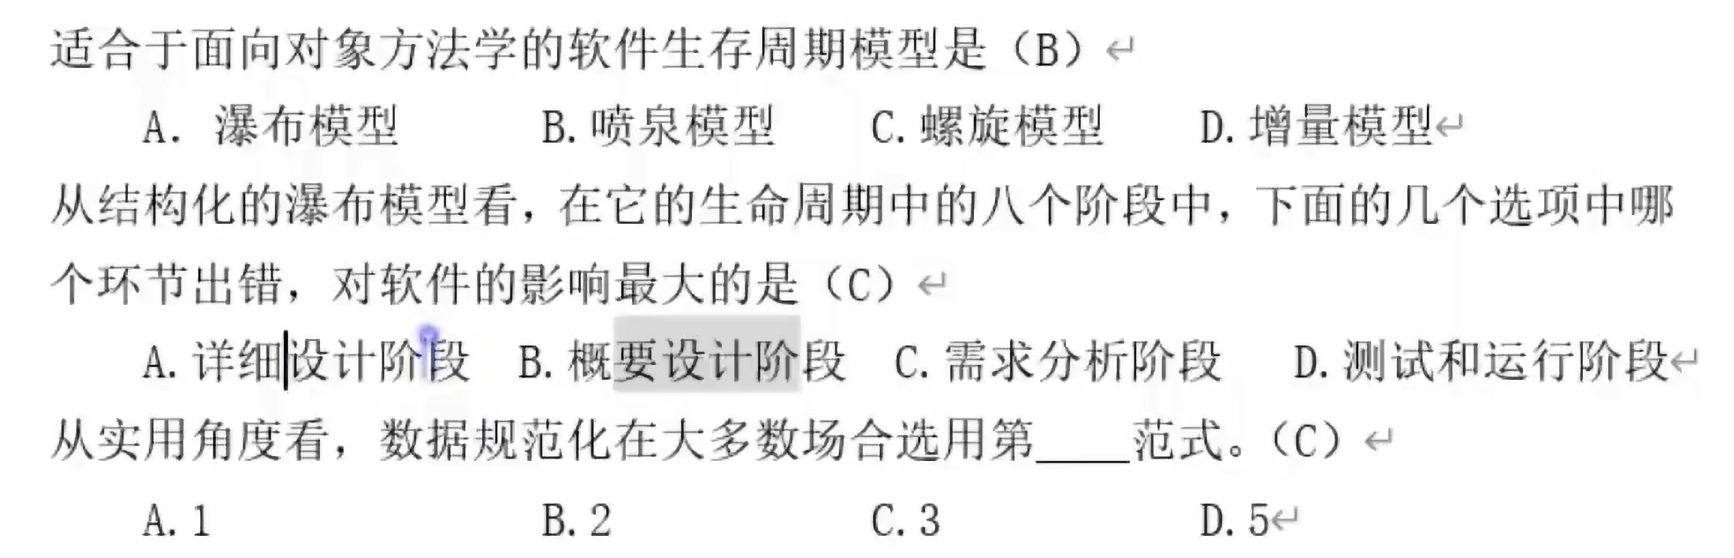 适合于面向对象方法学的软件生存周期模型是（B）↵
A. 瀑布模型 B.喷泉模型 C.螺旋模型 D.增量模型↵
从结构化的瀑布模型看，在它的生命周期中的八个阶段中，下面的几个选项中哪
个环节出错，对软件的影响最大的是（C）↵
A.详细设计阶段 B.概要设计阶段 C.需求分析阶段 D.测试和运行阶段↵
从实用角度看，数据规范化在大多数场合选用第____范式。（C）↵
A.1 B.2 C.3 D.5↵